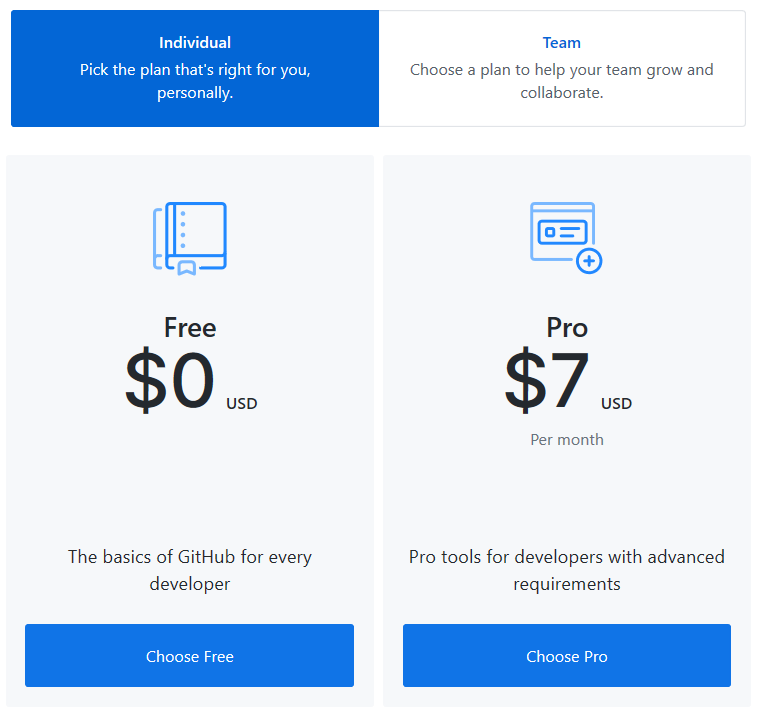 Individual
Pick the plan that's right for you,
personally.
Team
Choose a plan to help your team grow and
collaborate.
Free
$0 USD
The basics of GitHub for every
developer
Choose Free
Pro
$7 USD
Per month
Pro tools for developers with advanced
requirements
Choose Pro